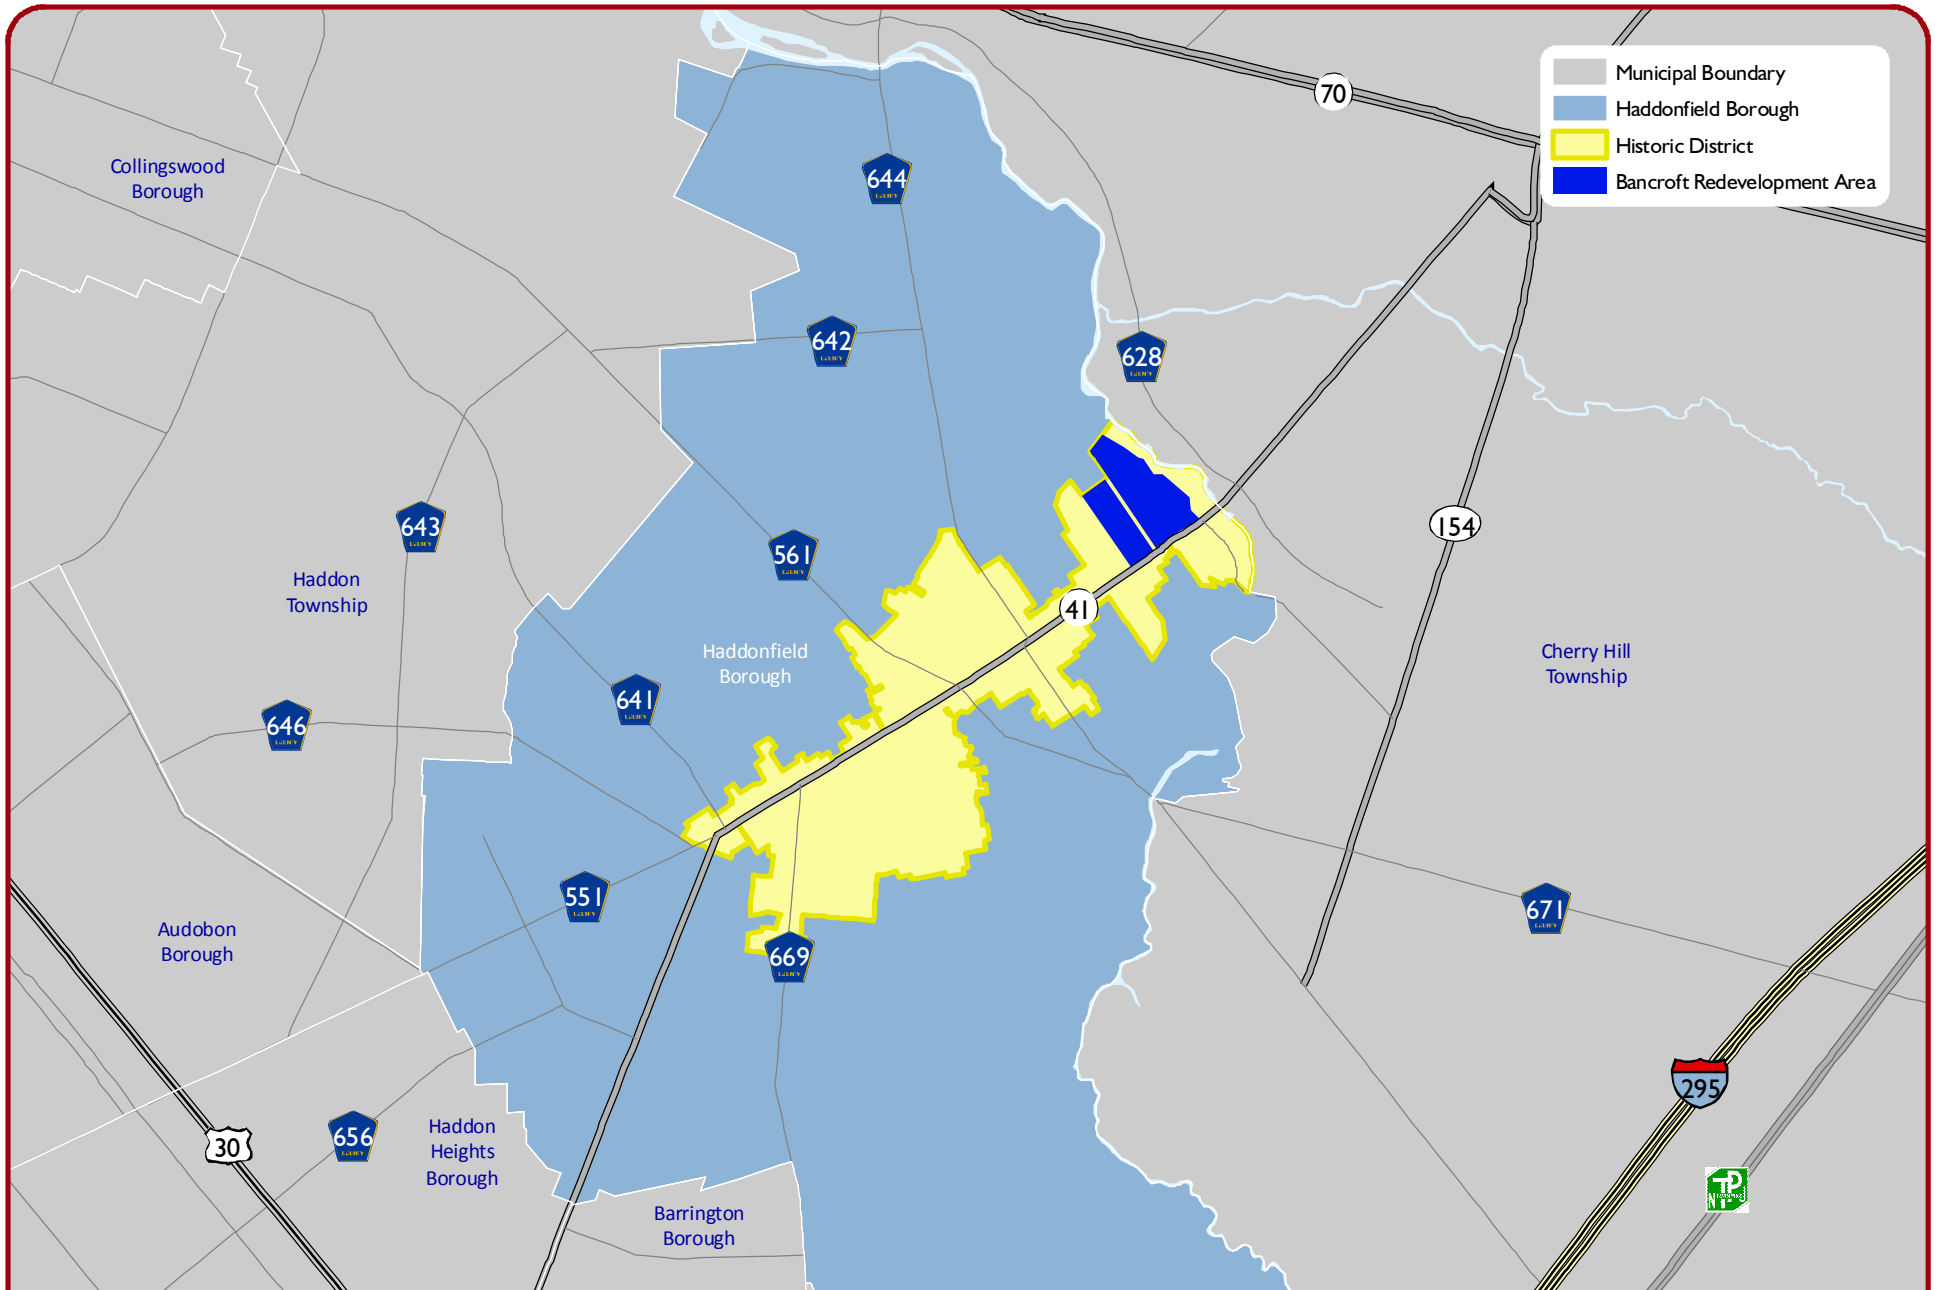 Municipal Boundary
Haddonfield Borough
Historic District
Bancroft Redevelopment Area
70
Collingswood
Borough
644
642
628
643
561
154
Haddon
Township
41
Haddonfield
Borough
Cherry Hill
Township
641
646
551
671
Audobon
Borough
669
295
30
656
Haddon
Heights
Borough
Barrington
Borough